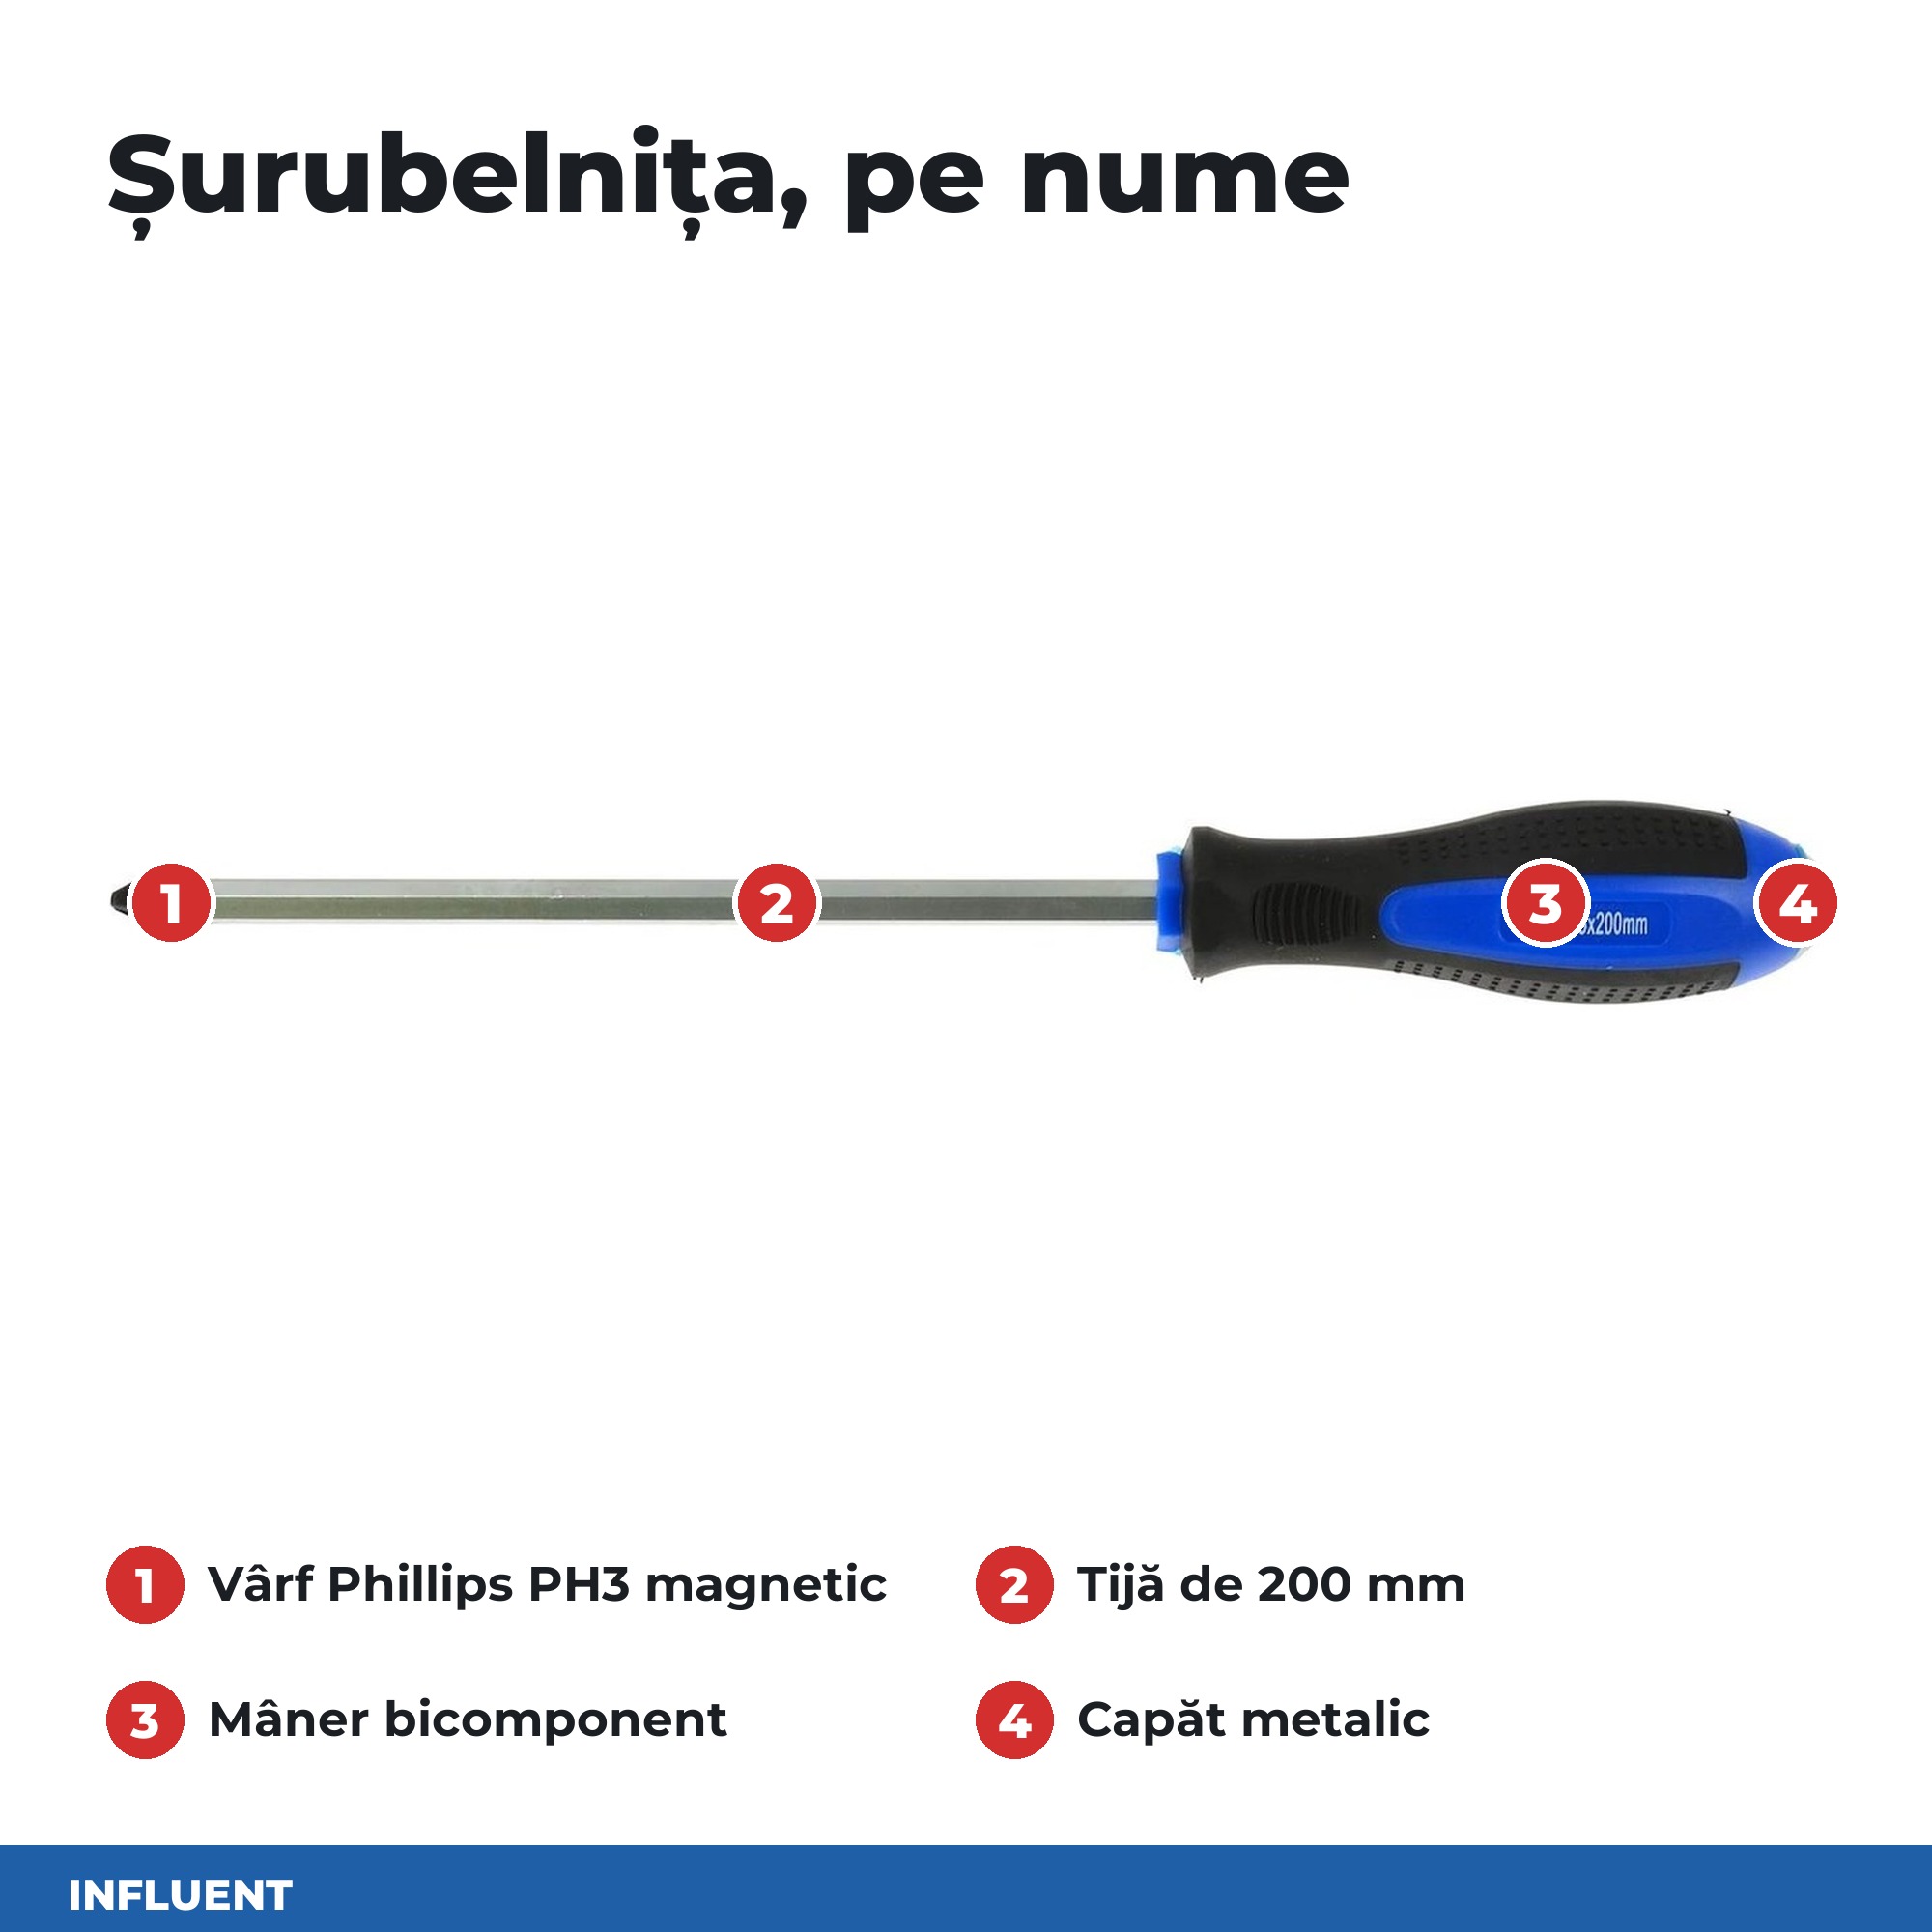 Șurubelnița, pe nume
1
2
3
4
x200mm
1 Vârf Phillips PH3 magnetic
2 Tijă de 200 mm
3 Mâner bicomponent
4 Capăt metalic
INFLUENT